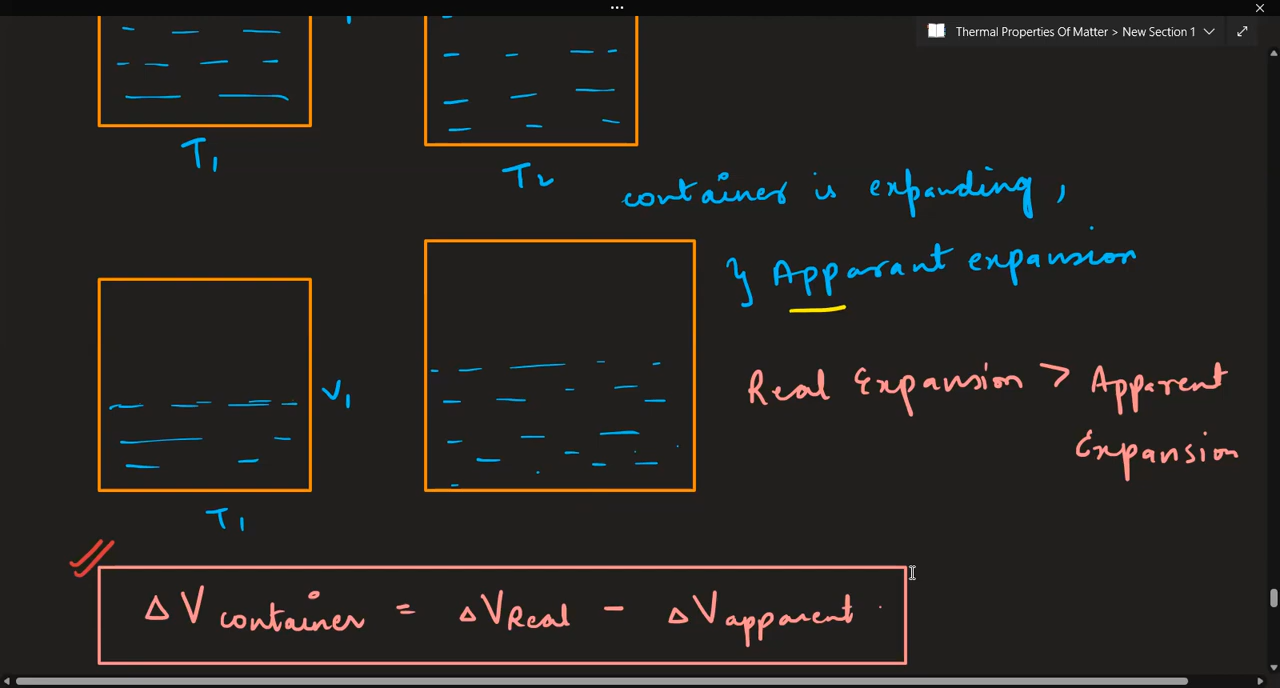 Thermal Properties Of Matter > New Section 1
T1
T2
container is expanding,
} Apparant expansion
V1
Real Expansion > Apparent
Expansion
T1
Δ V container = ΔV Real - ΔV apparent